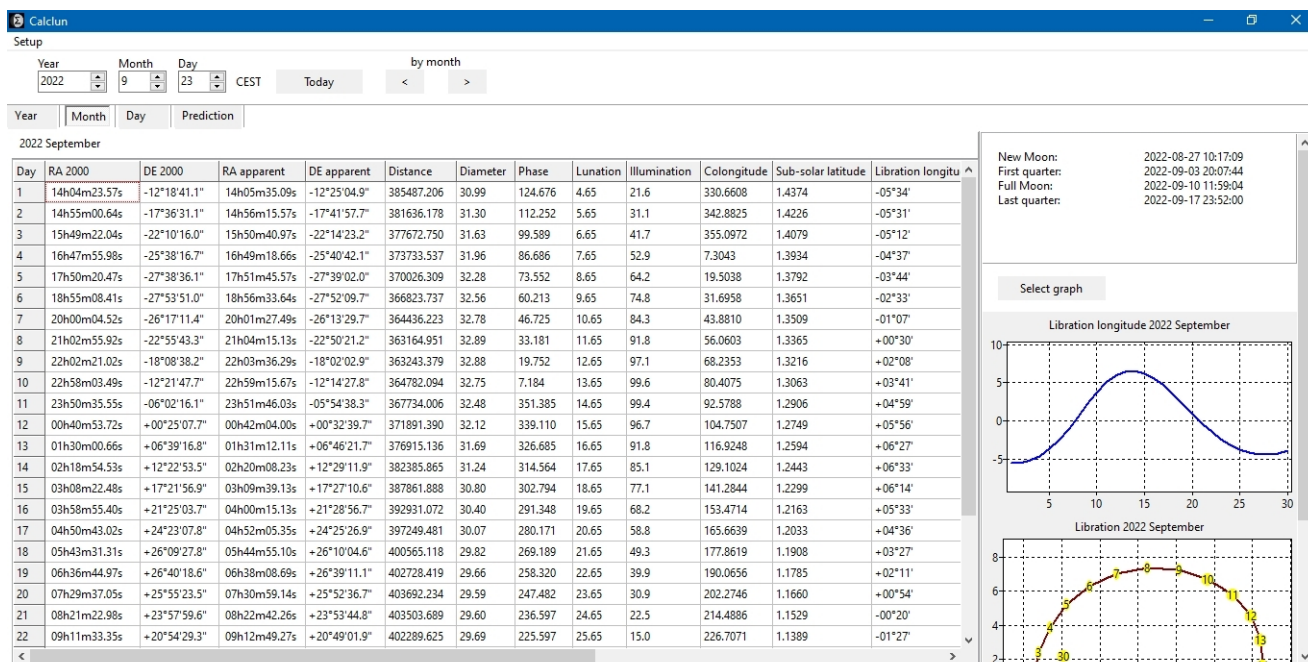 Calclun
Setup
Year Month Day by month
2022 9 23 CEST Today < >
Year Month Day Prediction
2022 September
Day RA 2000 DE 2000 RA apparent DE apparent Distance Diameter Phase Lunation Illumination Colongitude Sub-solar latitude Libration longitu
1 14h04m23.57s -12°18'41.1" 14h05m35.09s -12°25'04.9" 385487.206 30.99 124.676 4.65 21.6 330.6608 1.4374 -05°34'
2 14h55m00.64s -17°36'31.1" 14h56m15.57s -17°41'57.7" 381636.178 31.30 112.252 5.65 31.1 342.8825 1.4226 -05°31'
3 15h49m22.04s -22°10'16.0" 15h50m40.97s -22°14'23.2" 377672.750 31.63 99.589 6.65 41.7 355.0972 1.4079 -05°12'
4 16h47m55.98s -25°38'16.7" 16h49m18.66s -25°40'42.1" 373733.537 31.96 86.686 7.65 52.9 7.3043 1.3934 -04°37'
5 17h50m20.47s -27°38'36.1" 17h51m45.57s -27°39'02.0" 370026.309 32.28 73.552 8.65 64.2 19.5038 1.3792 -03°44'
6 18h55m08.41s -27°53'51.0" 18h56m33.64s -27°52'09.7" 366823.737 32.56 60.213 9.65 74.8 31.6958 1.3651 -02°33'
7 20h00m04.52s -26°17'11.4" 20h01m27.49s -26°13'29.7" 364436.223 32.78 46.725 10.65 84.3 43.8810 1.3509 -01°07'
8 21h02m55.92s -22°55'43.3" 21h04m15.13s -22°50'21.2" 363164.951 32.89 33.181 11.65 91.8 56.0603 1.3365 +00°30'
9 22h02m21.02s -18°08'38.2" 22h03m36.29s -18°02'02.9" 363243.379 32.88 19.752 12.65 97.1 68.2353 1.3216 +02°08'
10 22h58m03.49s -12°21'47.7" 22h59m15.67s -12°14'27.8" 364782.094 32.75 7.184 13.65 99.6 80.4075 1.3063 +03°41'
11 23h50m35.55s -06°02'16.1" 23h51m46.03s -05°54'38.3" 367734.006 32.48 351.385 14.65 99.4 92.5788 1.2906 +04°59'
12 00h40m53.72s +00°25'07.7" 00h42m04.00s +00°32'39.7" 371891.390 32.12 339.110 15.65 96.7 104.7507 1.2749 +05°56'
13 01h30m00.66s +06°39'16.8" 01h31m12.11s +06°46'21.7" 376915.136 31.69 326.685 16.65 91.8 116.9248 1.2594 +06°27'
14 02h18m54.53s +12°22'53.5" 02h20m08.23s +12°29'11.9" 382385.865 31.24 314.564 17.65 85.1 129.1024 1.2443 +06°33'
15 03h08m22.48s +17°21'56.9" 03h09m39.13s +17°27'10.6" 387861.888 30.80 302.794 18.65 77.1 141.2844 1.2299 +06°14'
16 03h58m55.40s +21°25'03.7" 04h00m15.13s +21°28'56.7" 392931.072 30.40 291.348 19.65 68.2 153.4714 1.2163 +05°33'
17 04h50m43.02s +24°23'07.8" 04h52m05.35s +24°25'26.9" 397249.481 30.07 280.171 20.65 58.8 165.6639 1.2033 +04°36'
18 05h43m31.31s +26°09'27.8" 05h44m55.10s +26°10'04.6" 400565.118 29.82 269.189 21.65 49.3 177.8619 1.1908 +03°27'
19 06h36m44.97s +26°40'18.6" 06h38m08.69s +26°39'11.1" 402728.419 29.66 258.320 22.65 39.9 190.0656 1.1785 +02°11'
20 07h29m37.05s +25°55'23.5" 07h30m59.14s +25°52'36.7" 403692.234 29.59 247.482 23.65 30.9 202.2746 1.1660 +00°54'
21 08h21m22.98s +23°57'59.6" 08h22m42.26s +23°53'44.8" 403503.689 29.60 236.597 24.65 22.5 214.4886 1.1529 -00°20'
22 09h11m33.35s +20°54'29.3" 09h12m49.27s +20°49'01.9" 402289.625 29.69 225.597 25.65 15.0 226.7071 1.1389 -01°27'
New Moon: 2022-08-27 10:17:09
First quarter: 2022-09-03 20:07:44
Full Moon: 2022-09-10 11:59:04
Last quarter: 2022-09-17 23:52:00
Select graph
Libration longitude 2022 September
10
5
0
-5
5 10 15 20 25 30
Libration 2022 September
8
6
4
2
3 4 5 6 7 8 9 10 11 12 13
30